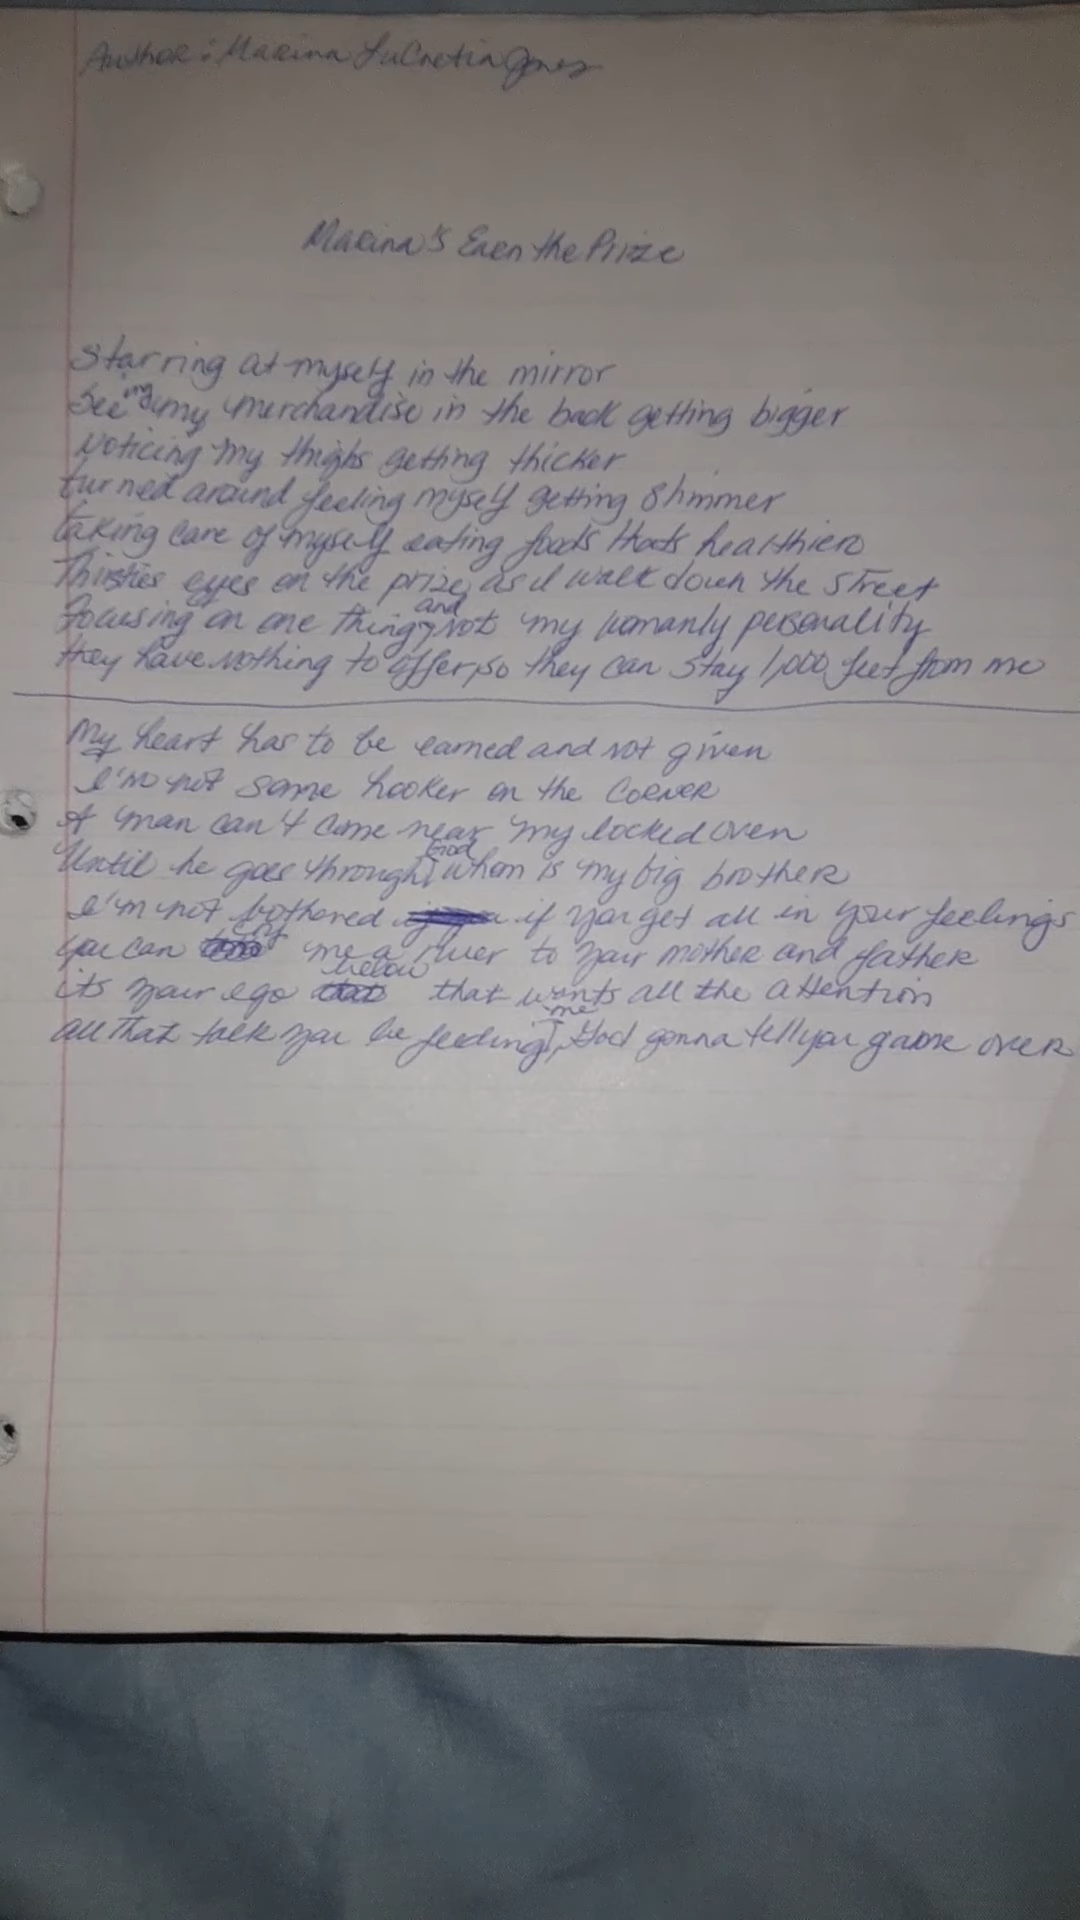 Author: Marina LuCretia Jones
Marina's Earn the Prize
Starring at myself in the mirror
Seeing my merchandise in the back getting bigger
Noticing my thighs getting thicker
turned around feeling myself getting shimmer
taking care of myself eating foods thats healthier
Thirsties eyes on the prize as I walk down the street
Focusing on one thing, and not my womanly personality
they have nothing to offer, so they can stay 1,000 feet from me
My heart has to be earned and not given
I'm not some hooker on the corner
A man can't come near my locked oven
Until he goes through God whom is my big brother
I'm not bothered if you get all in your feelings
you can cry me a river to your mother and father
its your ego below that wants all the attention
all that talk you be feeding me, God gonna tell you game over